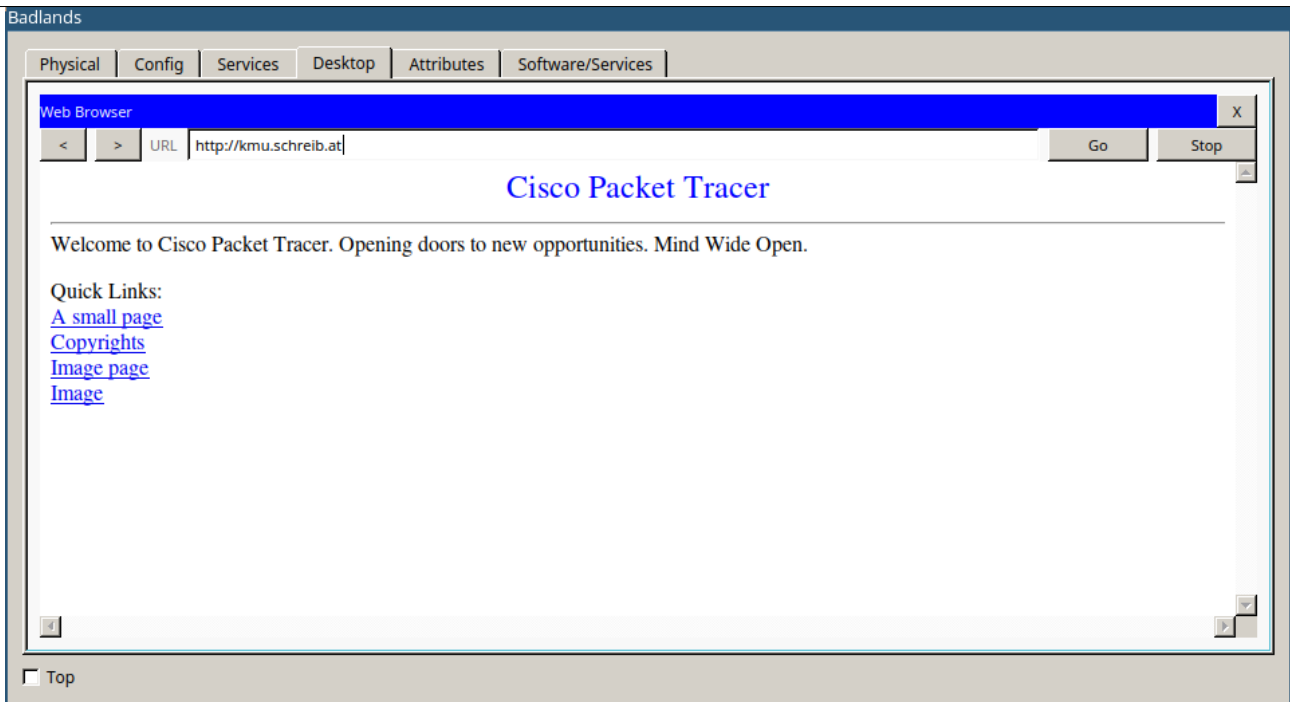 Badlands
Physical Config Services Desktop Attributes Software/Services
Web Browser X
< > URL http://kmu.schreib.at Go Stop
Cisco Packet Tracer
Welcome to Cisco Packet Tracer. Opening doors to new opportunities. Mind Wide Open.
Quick Links:
A small page
Copyrights
Image page
Image
Top